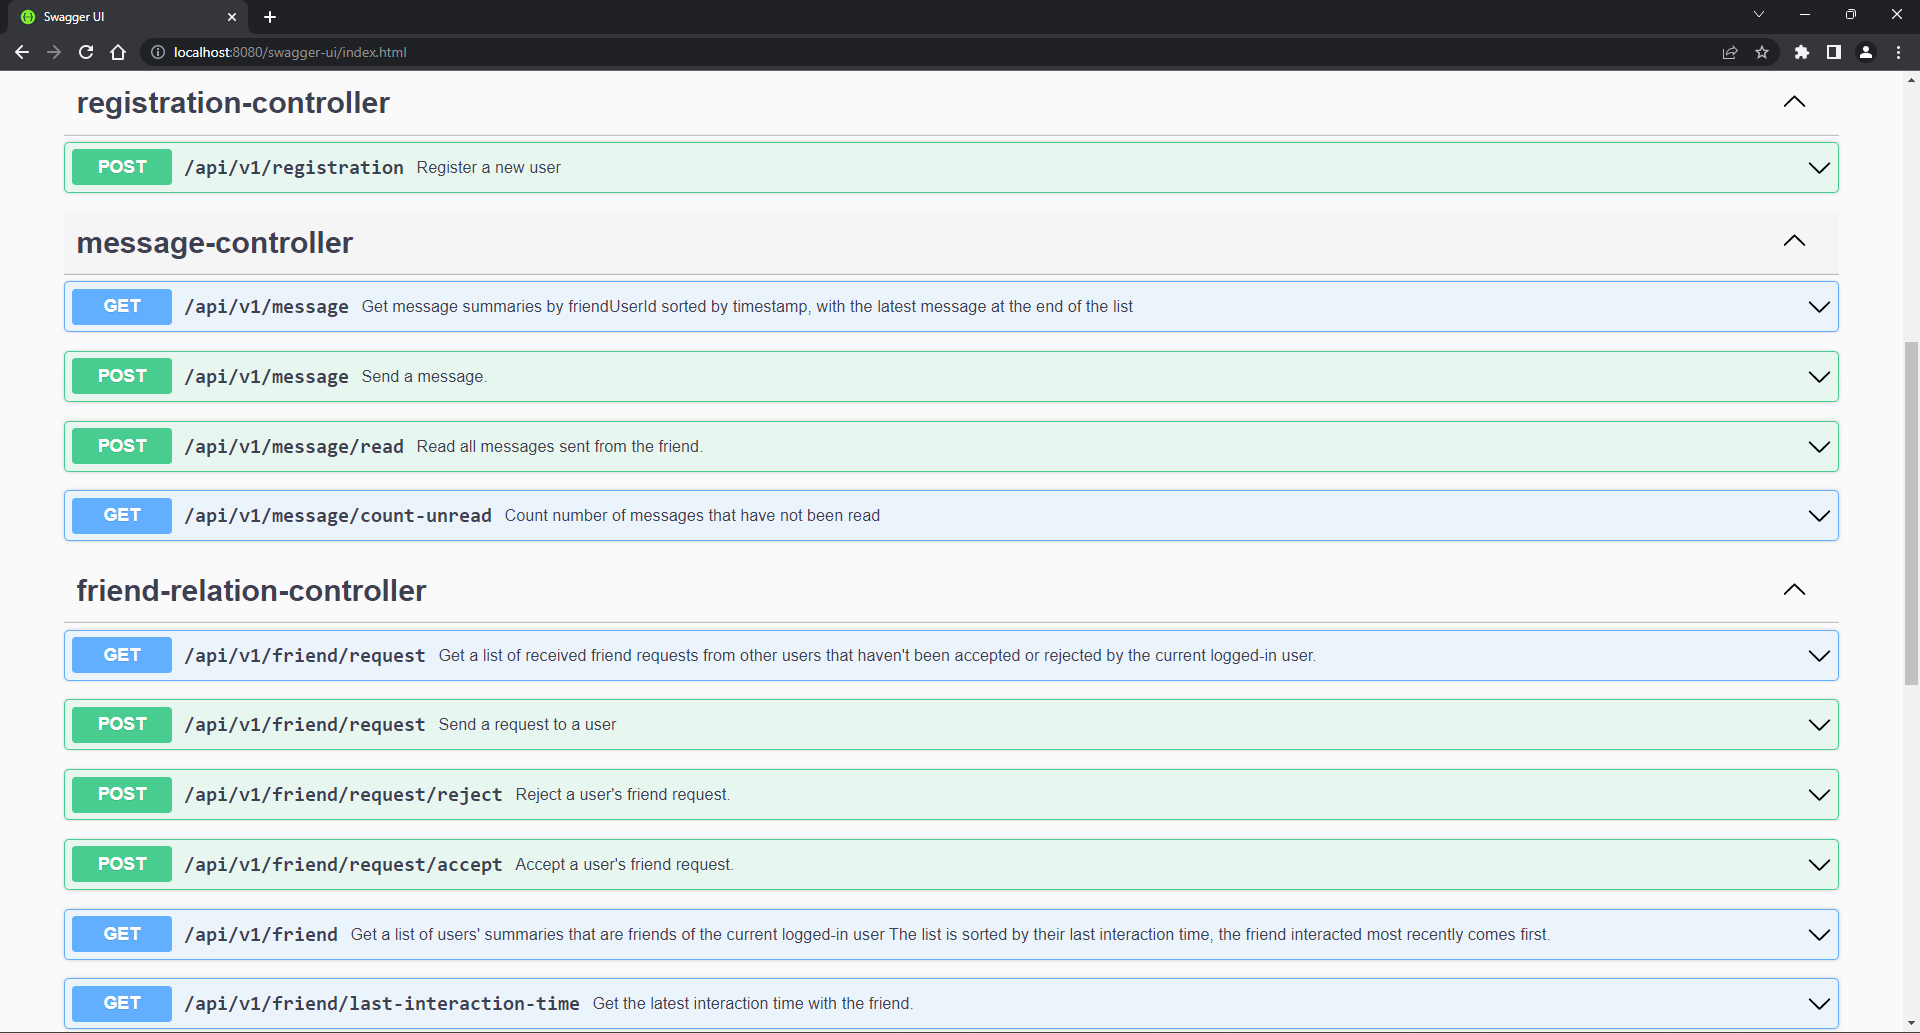 Swagger UI
localhost:8080/swagger-ui/index.html
registration-controller
POST /api/v1/registration Register a new user
message-controller
GET /api/v1/message Get message summaries by friendUserId sorted by timestamp, with the latest message at the end of the list
POST /api/v1/message Send a message.
POST /api/v1/message/read Read all messages sent from the friend.
GET /api/v1/message/count-unread Count number of messages that have not been read
friend-relation-controller
GET /api/v1/friend/request Get a list of received friend requests from other users that haven't been accepted or rejected by the current logged-in user.
POST /api/v1/friend/request Send a request to a user
POST /api/v1/friend/request/reject Reject a user's friend request.
POST /api/v1/friend/request/accept Accept a user's friend request.
GET /api/v1/friend Get a list of users' summaries that are friends of the current logged-in user The list is sorted by their last interaction time, the friend interacted most recently comes first.
GET /api/v1/friend/last-interaction-time Get the latest interaction time with the friend.